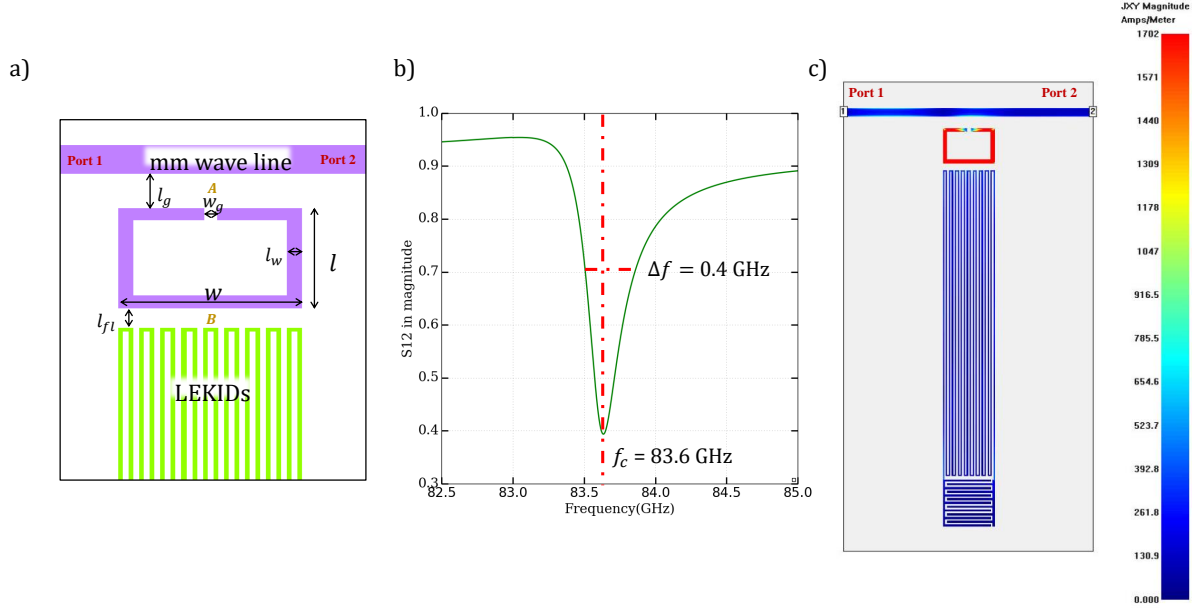 a)
Port 1
mm wave line
Port 2
l_g
A
w_g
l_w
l
w
l_{fl}
B
LEKIDs
b)
S12 in magnitude
1.0
0.9
0.8
0.7
0.6
0.5
0.4
0.3
Δf = 0.4 GHz
f_c = 83.6 GHz
82.5
83.0
83.5
84.0
84.5
85.0
Frequency(GHz)
c)
Port 1
Port 2
1
2
JXY Magnitude
Amps/Meter
1702
1571
1440
1309
1178
1047
916.5
785.5
654.6
523.7
392.8
261.8
130.9
0.000